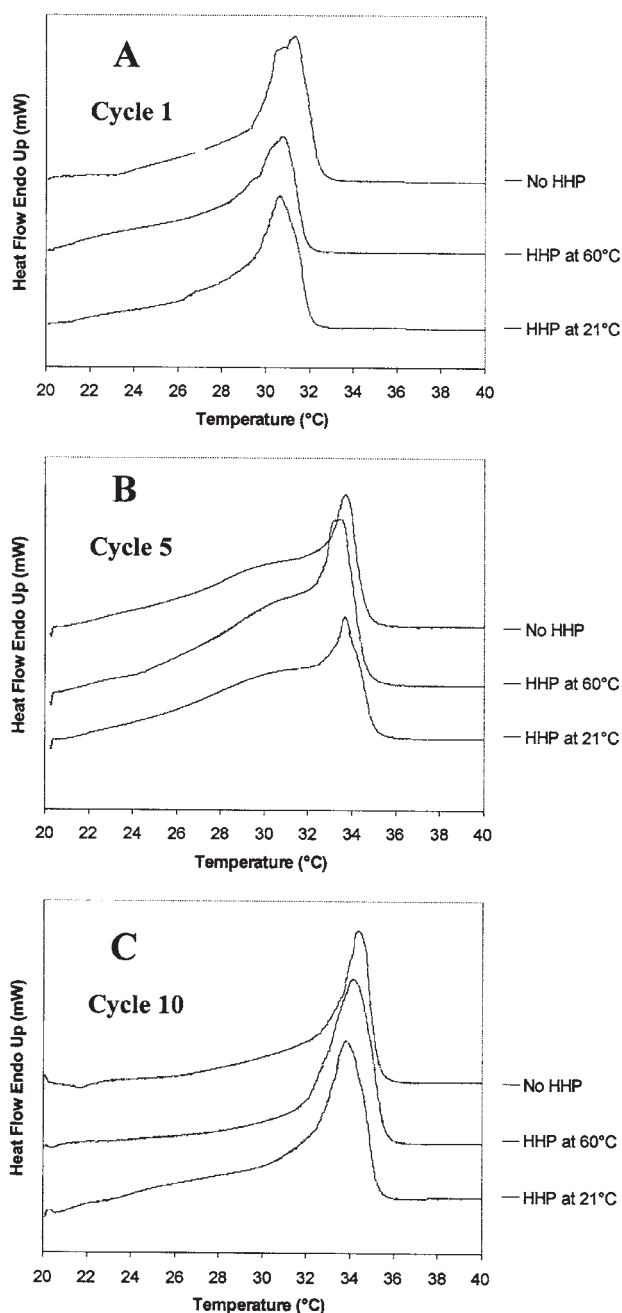 A
Cycle 1
Heat Flow Endo Up (mW)
No HHP
HHP at 60°C
HHP at 21°C
20 22 24 26 28 30 32 34 36 38 40
Temperature (°C)
B
Cycle 5
Heat Flow Endo Up (mW)
No HHP
HHP at 60°C
HHP at 21°C
20 22 24 26 28 30 32 34 36 38 40
Temperature (°C)
C
Cycle 10
Heat Flow Endo Up (mW)
No HHP
HHP at 60°C
HHP at 21°C
20 22 24 26 28 30 32 34 36 38 40
Temperature (°C)